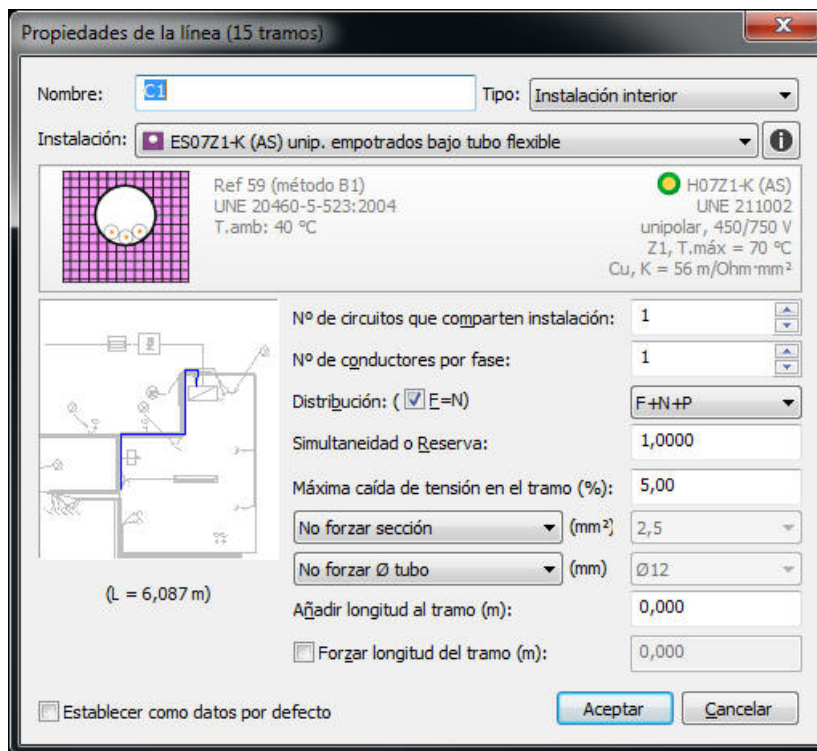 Propiedades de la línea (15 tramos)
Nombre: C1 Tipo: Instalación interior
Instalación: ES07Z1-K (AS) unip. empotrados bajo tubo flexible
Ref 59 (método B1)
UNE 20460-5-523:2004
T.amb: 40 ºC
H07Z1-K (AS)
UNE 211002
unipolar, 450/750 V
Z1, T.máx = 70 ºC
Cu, K = 56 m/Ohm·mm²
Nº de circuitos que comparten instalación: 1
Nº de conductores por fase: 1
Distribución: ( F=N) F+N+P
Simultaneidad o Reserva: 1,0000
Máxima caída de tensión en el tramo (%): 5,00
No forzar sección (mm²) 2,5
No forzar Ø tubo (mm) Ø12
(L = 6,087 m)
Añadir longitud al tramo (m): 0,000
Forzar longitud del tramo (m): 0,000
Establecer como datos por defecto
Aceptar Cancelar